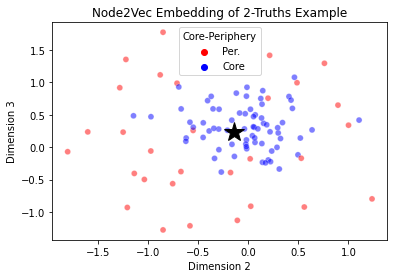 Node2Vec Embedding of 2-Truths Example
Core-Periphery
Per.
Core
Dimension 3
1.5
1.0
0.5
0.0
−0.5
−1.0
−1.5 −1.0 −0.5 0.0 0.5 1.0
Dimension 2